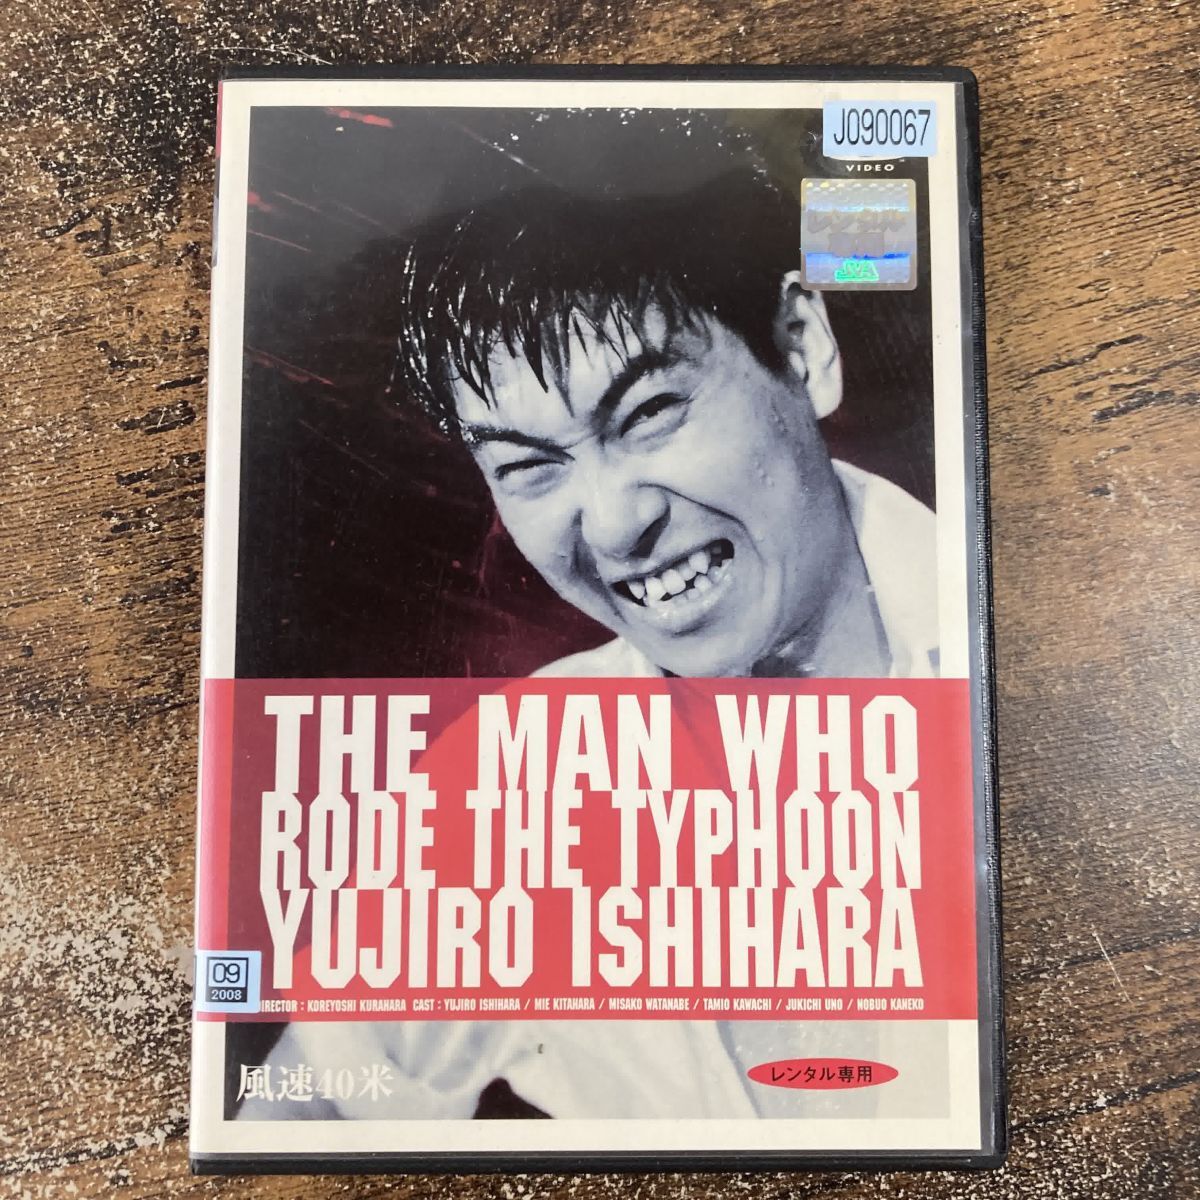 J090067
VIDEO
レンタル
JVA
THE MAN WHO
RODE THE TYPHOON
YUJIRO ISHIHARA
09
2008
DIRECTOR : KOREYOSHI KURAHARA CAST : YUJIRO ISHIHARA / MIE KITAHARA / MISAKO WATANABE / TAMIO KAWACHI / JUKICHI UNO / NOBUO KANEKO
風速40米
レンタル専用